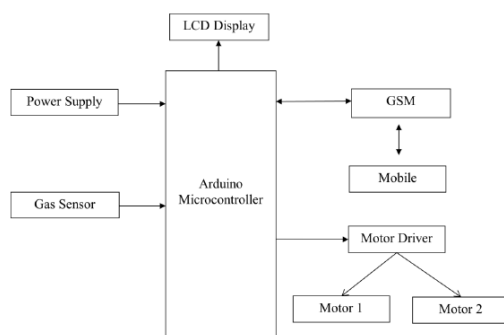 LCD Display
Power Supply
GSM
Arduino
Microcontroller
Mobile
Gas Sensor
Motor Driver
Motor 1
Motor 2